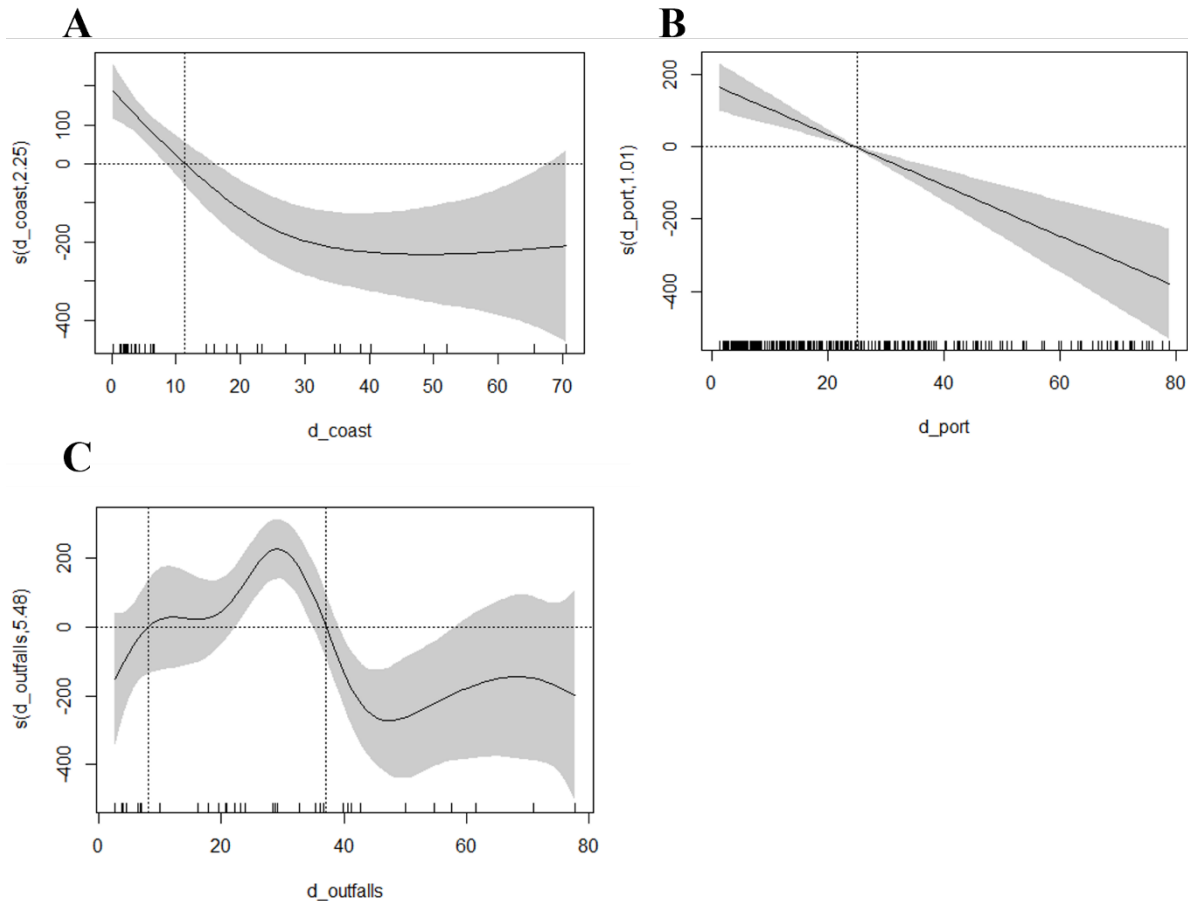 A
B
s(d_coast,2.25)
100
0
-200
-400
0 10 20 30 40 50 60 70
d_coast
s(d_port,1.01)
200
0
-200
-400
0 20 40 60 80
d_port
C
s(d_outfalls,5.48)
200
0
-200
-400
0 20 40 60 80
d_outfalls